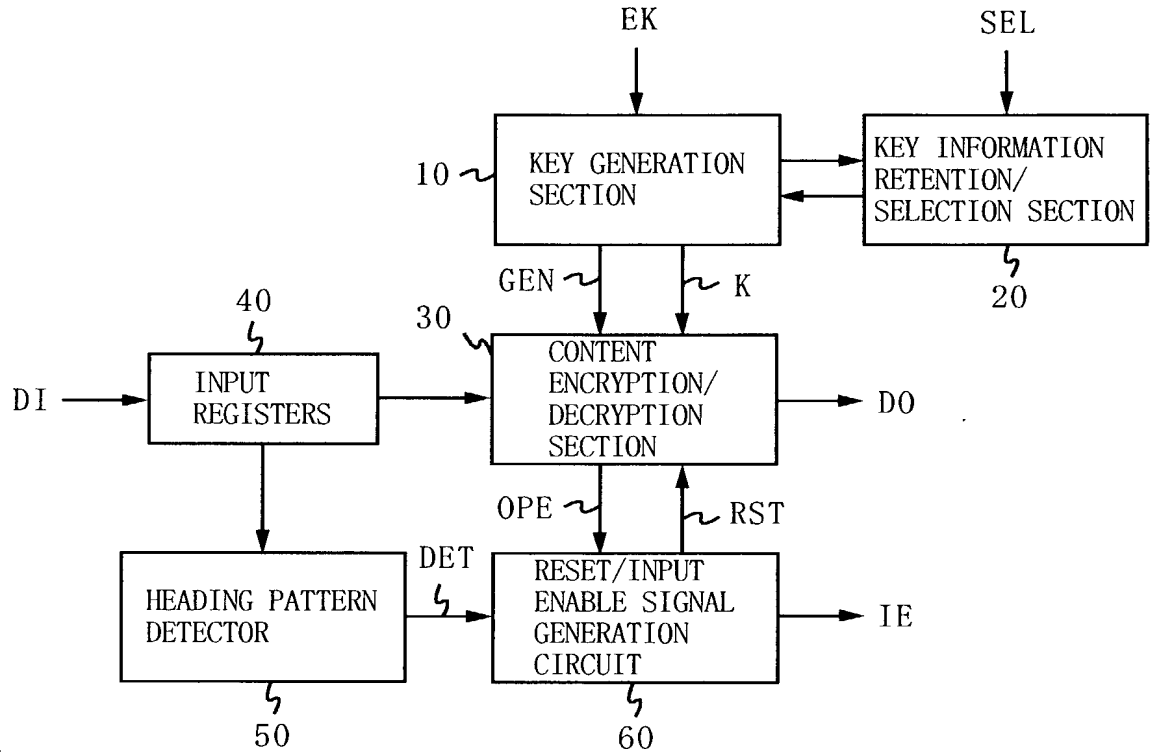 EK
SEL
KEY GENERATION
SECTION
10
KEY INFORMATION
RETENTION/
SELECTION SECTION
20
GEN
K
40
30
DI
INPUT
REGISTERS
CONTENT
ENCRYPTION/
DECRYPTION
SECTION
DO
OPE
RST
DET
HEADING PATTERN
DETECTOR
RESET/INPUT
ENABLE SIGNAL
GENERATION
CIRCUIT
IE
50
60